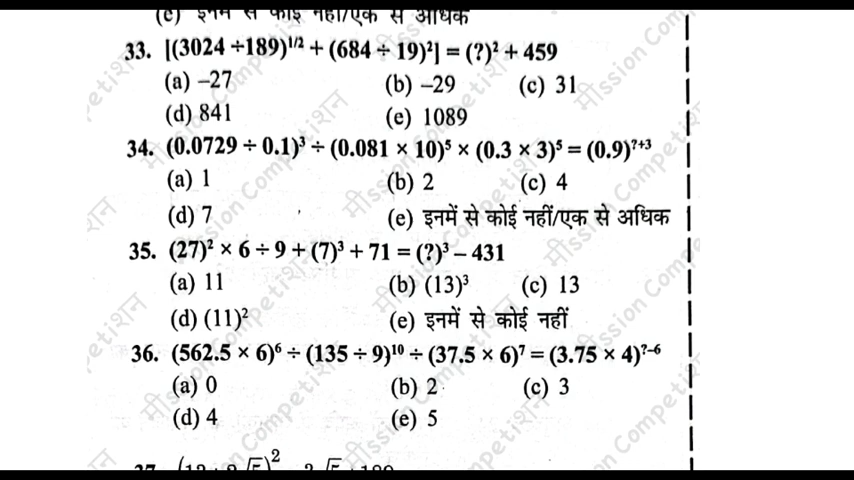 (e) इनमें से कोई नहीं/एक से अधिक
33. [(3024 ÷189)^1/2 + (684 ÷ 19)²] = (?)² + 459
(a) –27 (b) –29 (c) 31
(d) 841 (e) 1089
34. (0.0729 ÷ 0.1)³ ÷ (0.081 × 10)⁵ × (0.3 × 3)⁵ = (0.9)^?+3
(a) 1 (b) 2 (c) 4
(d) 7 (e) इनमें से कोई नहीं/एक से अधिक
35. (27)² × 6 ÷ 9 + (7)³ + 71 = (?)³ – 431
(a) 11 (b) (13)³ (c) 13
(d) (11)² (e) इनमें से कोई नहीं
36. (562.5 × 6)⁶ ÷ (135 ÷ 9)¹⁰ ÷ (37.5 × 6)⁷ = (3.75 × 4)^?–6
(a) 0 (b) 2 (c) 3
(d) 4 (e) 5